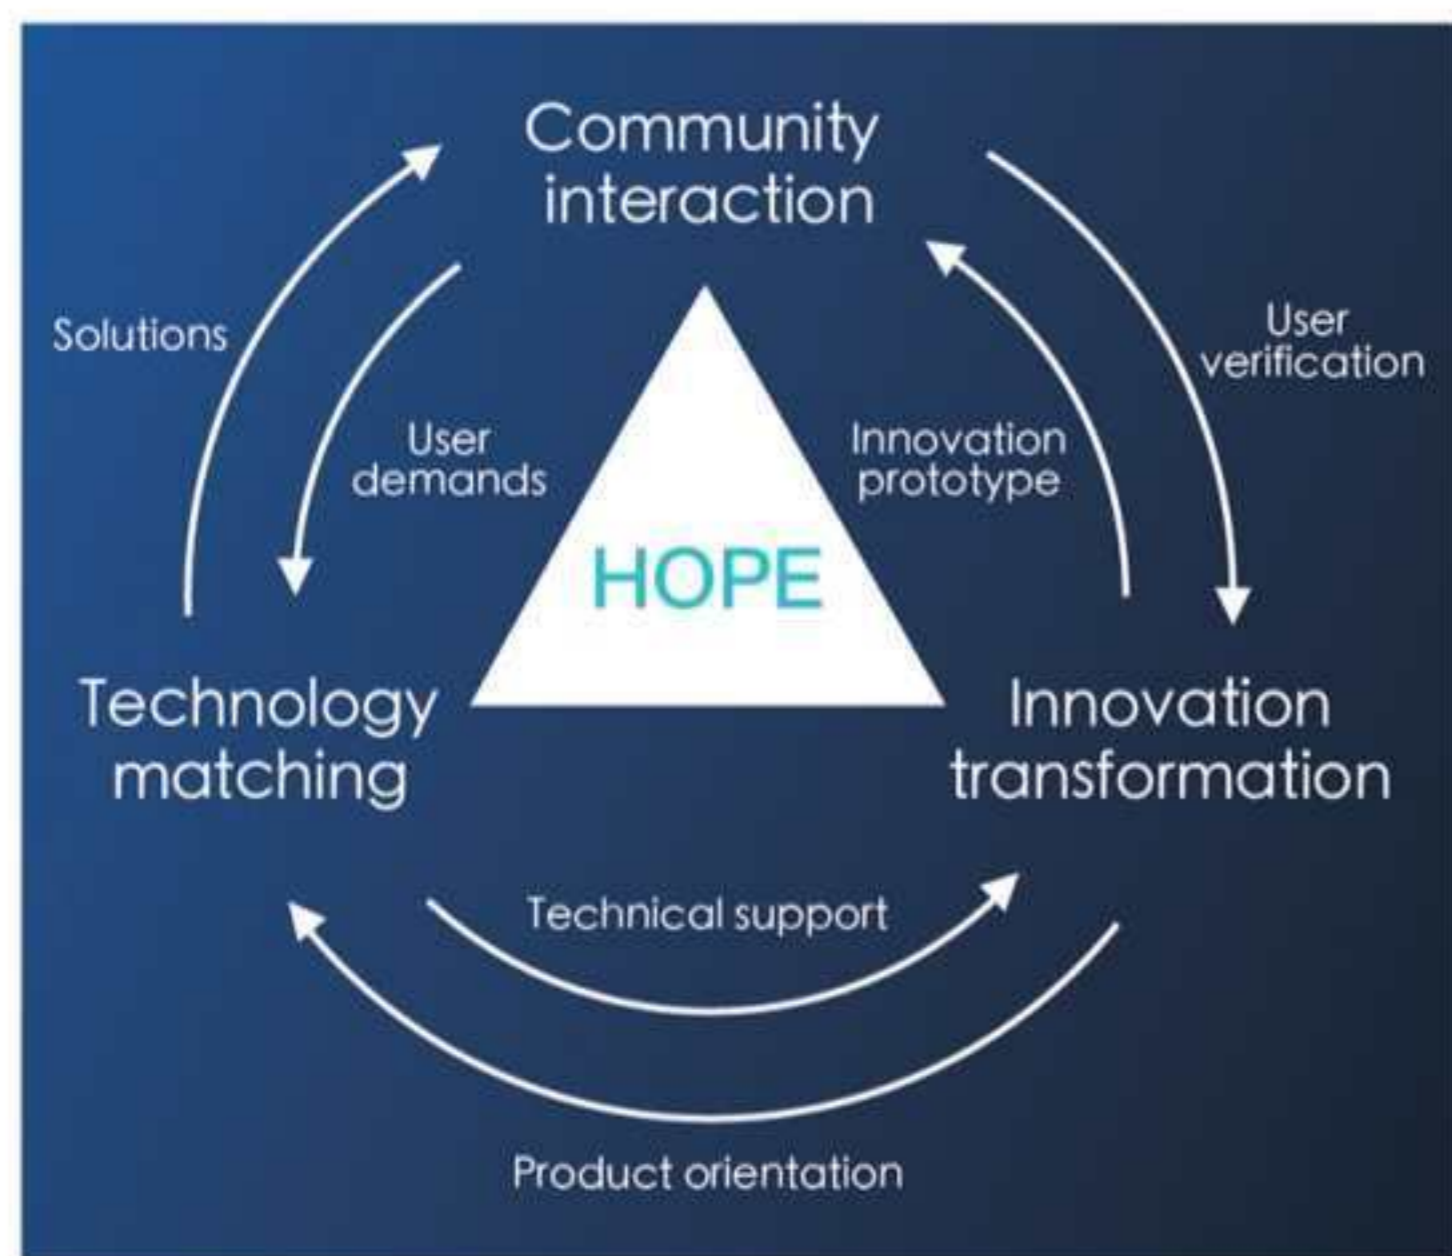 Community
interaction
Solutions
User
verification
User
demands
Innovation
prototype
HOPE
Technology
matching
Innovation
transformation
Technical support
Product orientation